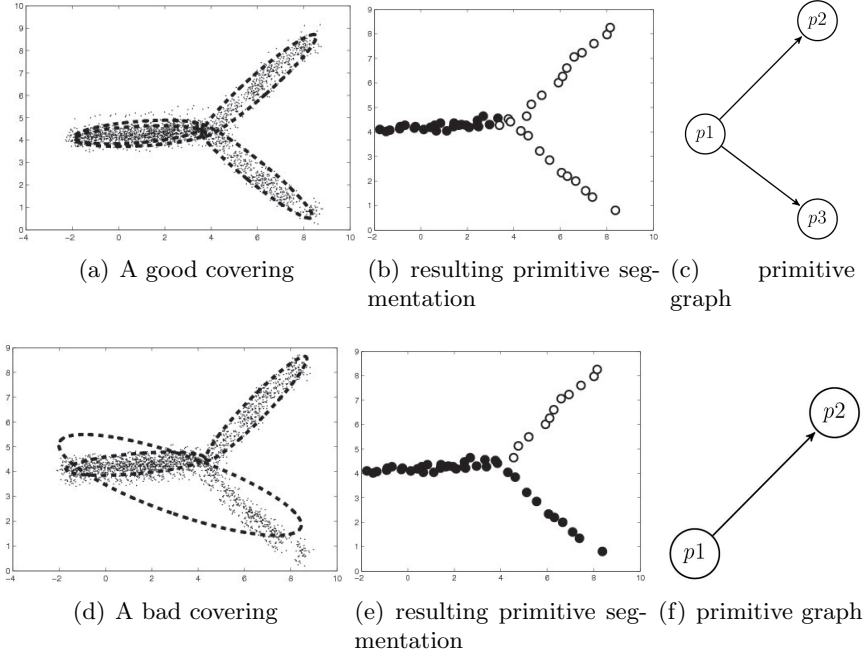 10
9
8
7
6
5
4
3
2
1
0
−4 −2 0 2 4 6 8 10
9
8
7
6
5
4
3
2
1
0
−2 0 2 4 6 8 10
p2
p1
p3
(a) A good covering
(b) resulting primitive seg-
mentation
(c) primitive
graph
9
8
7
6
5
4
3
2
1
0
−4 −2 0 2 4 6 8 10
9
8
7
6
5
4
3
2
1
0
−2 0 2 4 6 8 10
p2
p1
(d) A bad covering
(e) resulting primitive seg-
mentation
(f) primitive graph